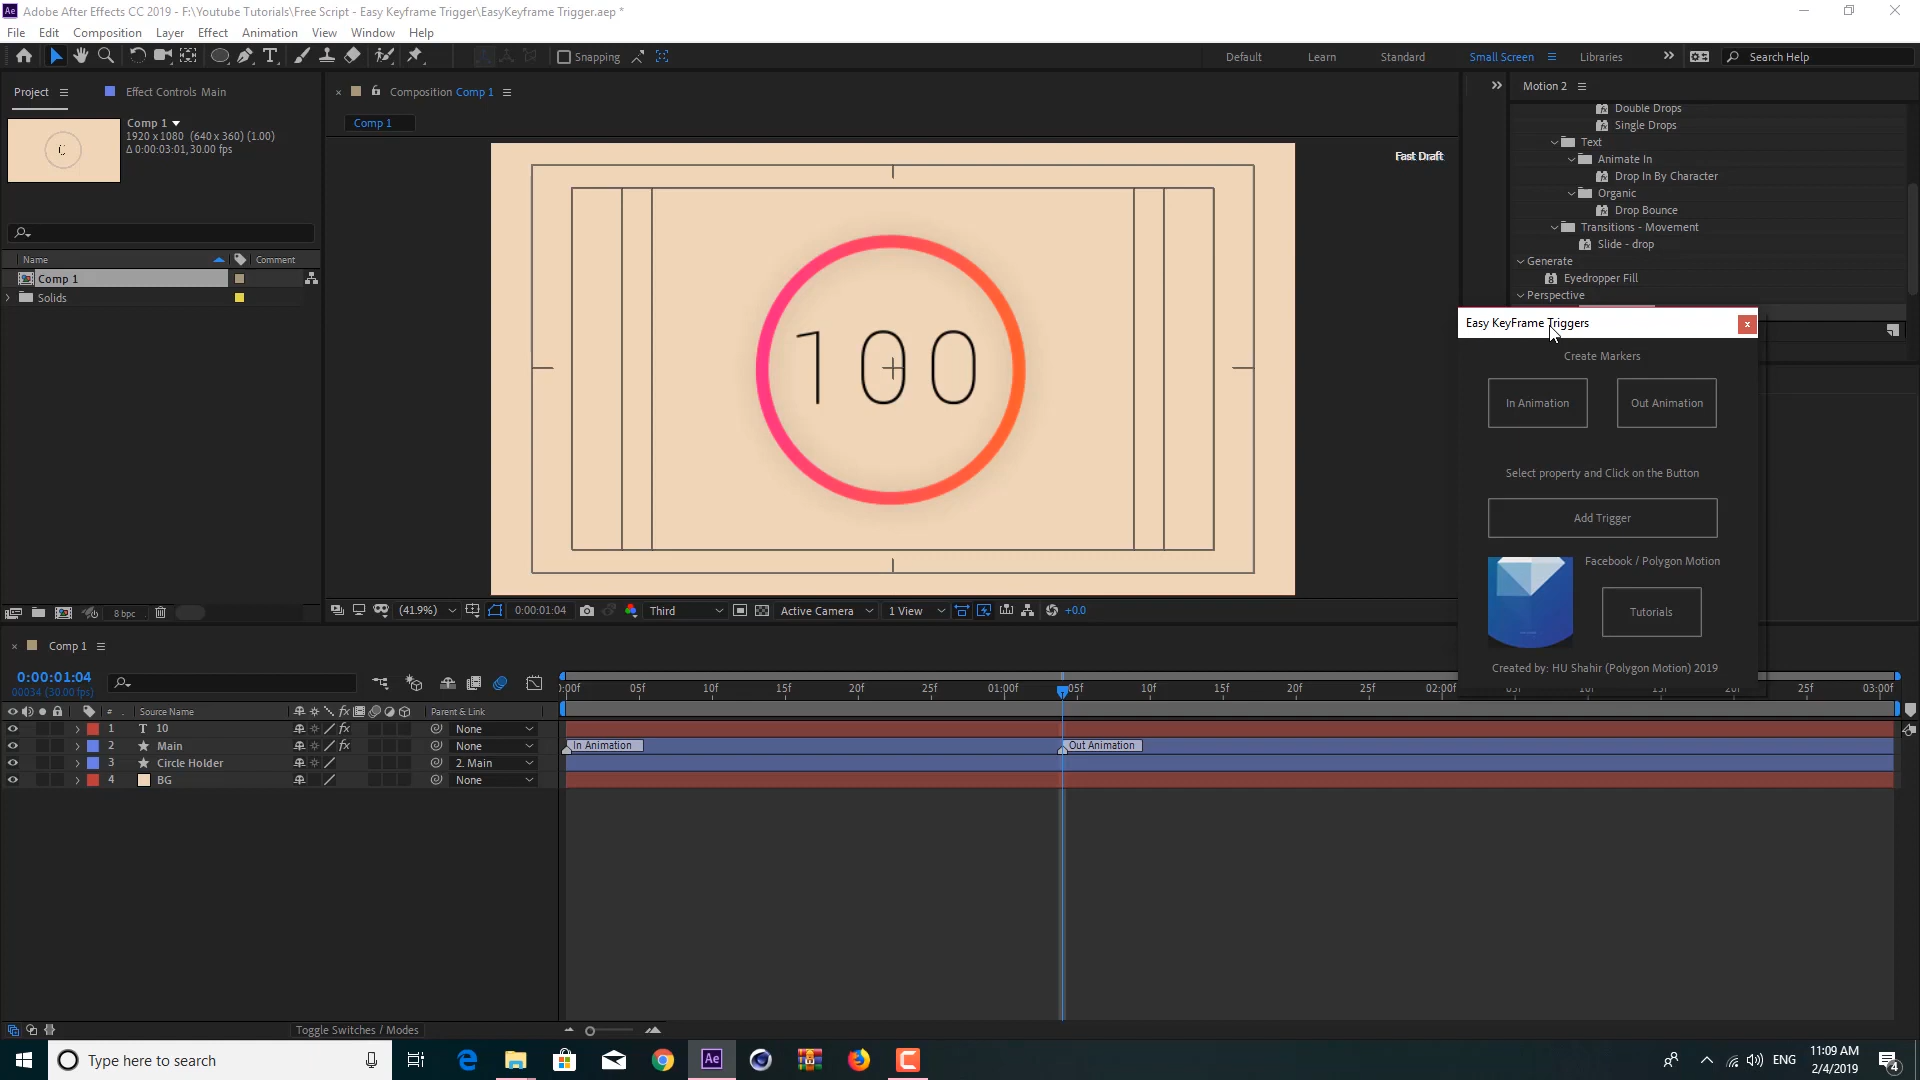 Adobe After Effects CC 2019 - F:\Youtube Tutorials\Free Script - Easy Keyframe Trigger\EasyKeyframe Trigger.aep *
File Edit Composition Layer Effect Animation View Window Help
Snapping
Default Learn Standard Small Screen Libraries Search Help
Project Effect Controls Main
Composition Comp 1
Motion 2
Comp 1
1920 x 1080 (640 x 360) (1.00)
Δ 0:00:03:01, 30.00 fps
Comp 1
Fast Draft
100
Double Drops
Single Drops
Text
Animate In
Drop In By Character
Organic
Drop Bounce
Transitions - Movement
Slide - drop
Generate
Eyedropper Fill
Perspective
Name Comment
Comp 1
Solids
Easy KeyFrame Triggers
Create Markers
In Animation Out Animation
Select property and Click on the Button
Add Trigger
Facebook / Polygon Motion
Tutorials
Created by: HU Shahir (Polygon Motion) 2019
8 bpc
(41.9%) 0:00:01:04 Third Active Camera 1 View +0.0
Comp 1
0:00:01:04
00034 (30.00 fps)
:00f 05f 10f 15f 20f 25f 01:00f 05f 10f 15f 20f 25f 02:00f 05f 10f 15f 20f 25f 03:00f
# Source Name Parent & Link
1 T 10 None
2 Main None
3 Circle Holder 2. Main
4 BG None
In Animation Out Animation
Toggle Switches / Modes
Type here to search
Ae
ENG
11:09 AM
2/4/2019
4